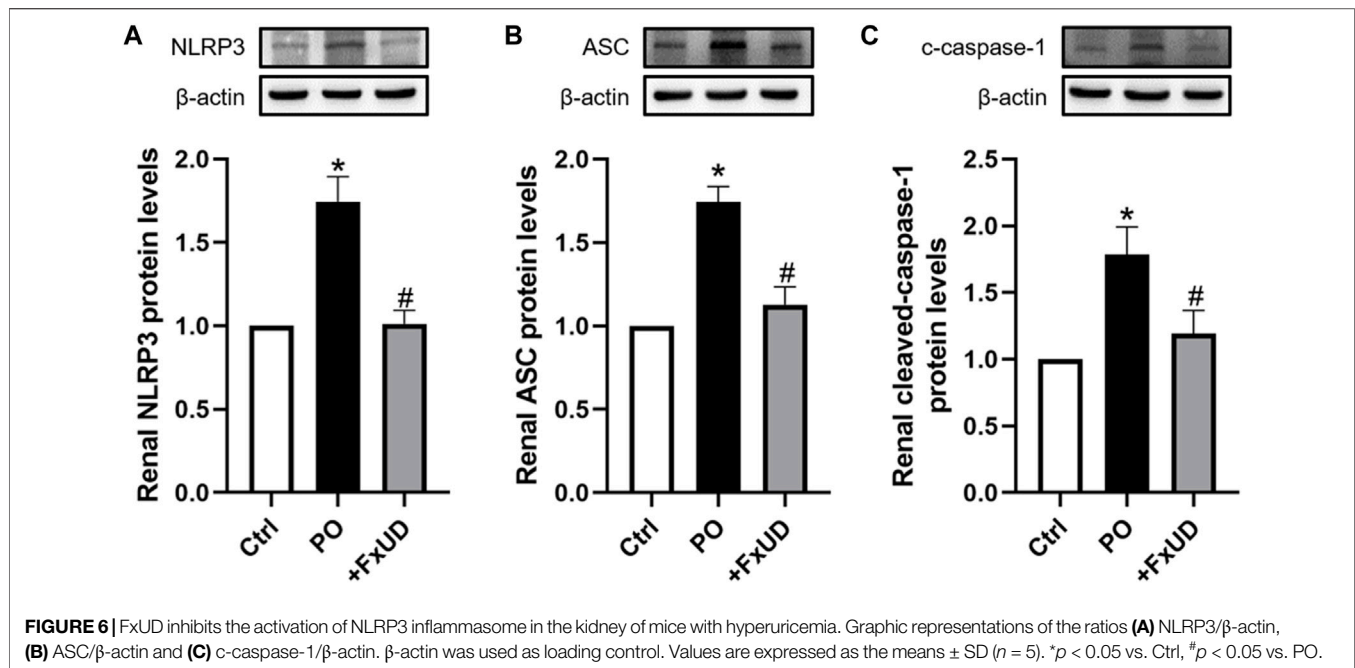 A
NLRP3
β-actin
Renal NLRP3 protein levels
2.0
1.5
1.0
0.5
0.0
*
#
Ctrl
PO
+FxUD
B
ASC
β-actin
Renal ASC protein levels
2.0
1.5
1.0
0.5
0.0
*
#
Ctrl
PO
+FxUD
C
c-caspase-1
β-actin
Renal cleaved-caspase-1
protein levels
2.5
2.0
1.5
1.0
0.5
0.0
*
#
Ctrl
PO
+FxUD
FIGURE 6 | FxUD inhibits the activation of NLRP3 inflammasome in the kidney of mice with hyperuricemia. Graphic representations of the ratios (A) NLRP3/β-actin,
(B) ASC/β-actin and (C) c-caspase-1/β-actin. β-actin was used as loading control. Values are expressed as the means ± SD (n = 5). *p < 0.05 vs. Ctrl, #p < 0.05 vs. PO.